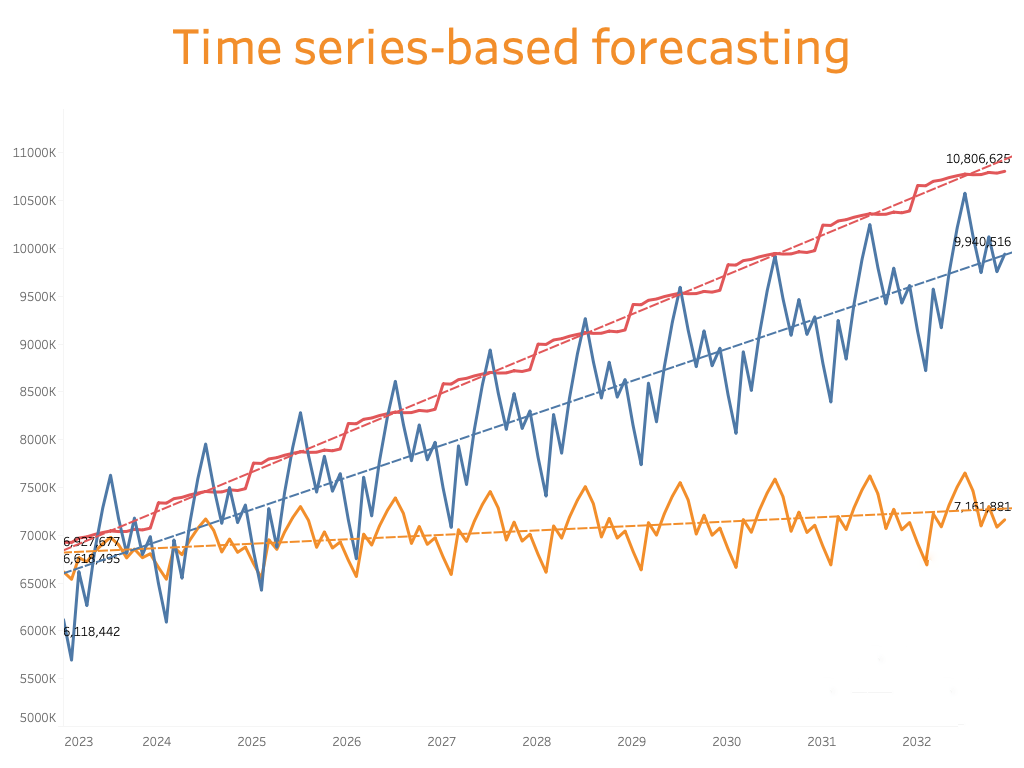 Time series-based forecasting
11000K
10500K
10000K
9500K
9000K
8500K
8000K
7500K
7000K
6500K
6000K
5500K
5000K
10,806,625
9,940,516
7,161,881
6,927,677
6,618,495
6,118,442
2023 2024 2025 2026 2027 2028 2029 2030 2031 2032